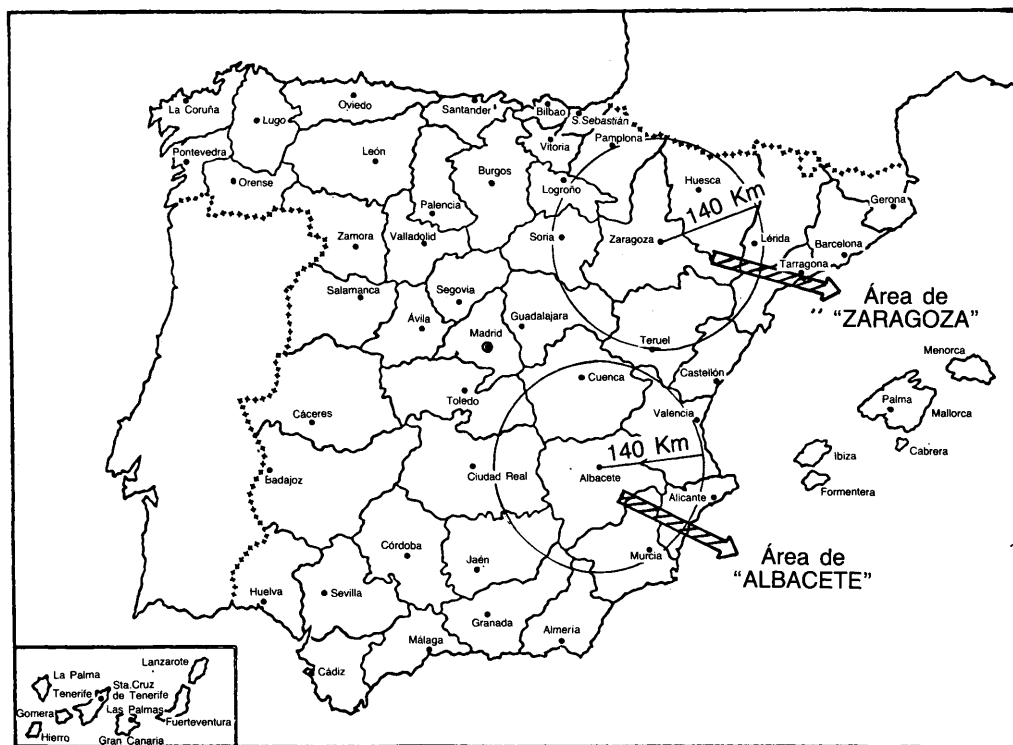 La Coruña
Lugo
Oviedo
Santander
Bilbao
S. Sebastián
Pamplona
Vitoria
Pontevedra
Orense
León
Burgos
Logroño
Palencia
Huesca
140 Km
Gerona
Zamora
Valladolid
Soria
Zaragoza
Lérida
Barcelona
Tarragona
Salamanca
Segovia
Ávila
Guadalajara
Madrid
Teruel
Área de
"ZARAGOZA"
Menorca
Castellón
Cuenca
Toledo
Palma
Mallorca
Cáceres
Valencia
Cabrera
140 Km
Ibiza
Badajoz
Ciudad Real
Albacete
Formentera
Alicante
Córdoba
Jaén
Murcia
Área de
"ALBACETE"
Huelva
Sevilla
Granada
Almería
Málaga
Cádiz
Lanzarote
La Palma
Tenerife
Sta. Cruz
de Tenerife
Gomera
Las Palmas
Fuerteventura
Hierro
Gran Canaria